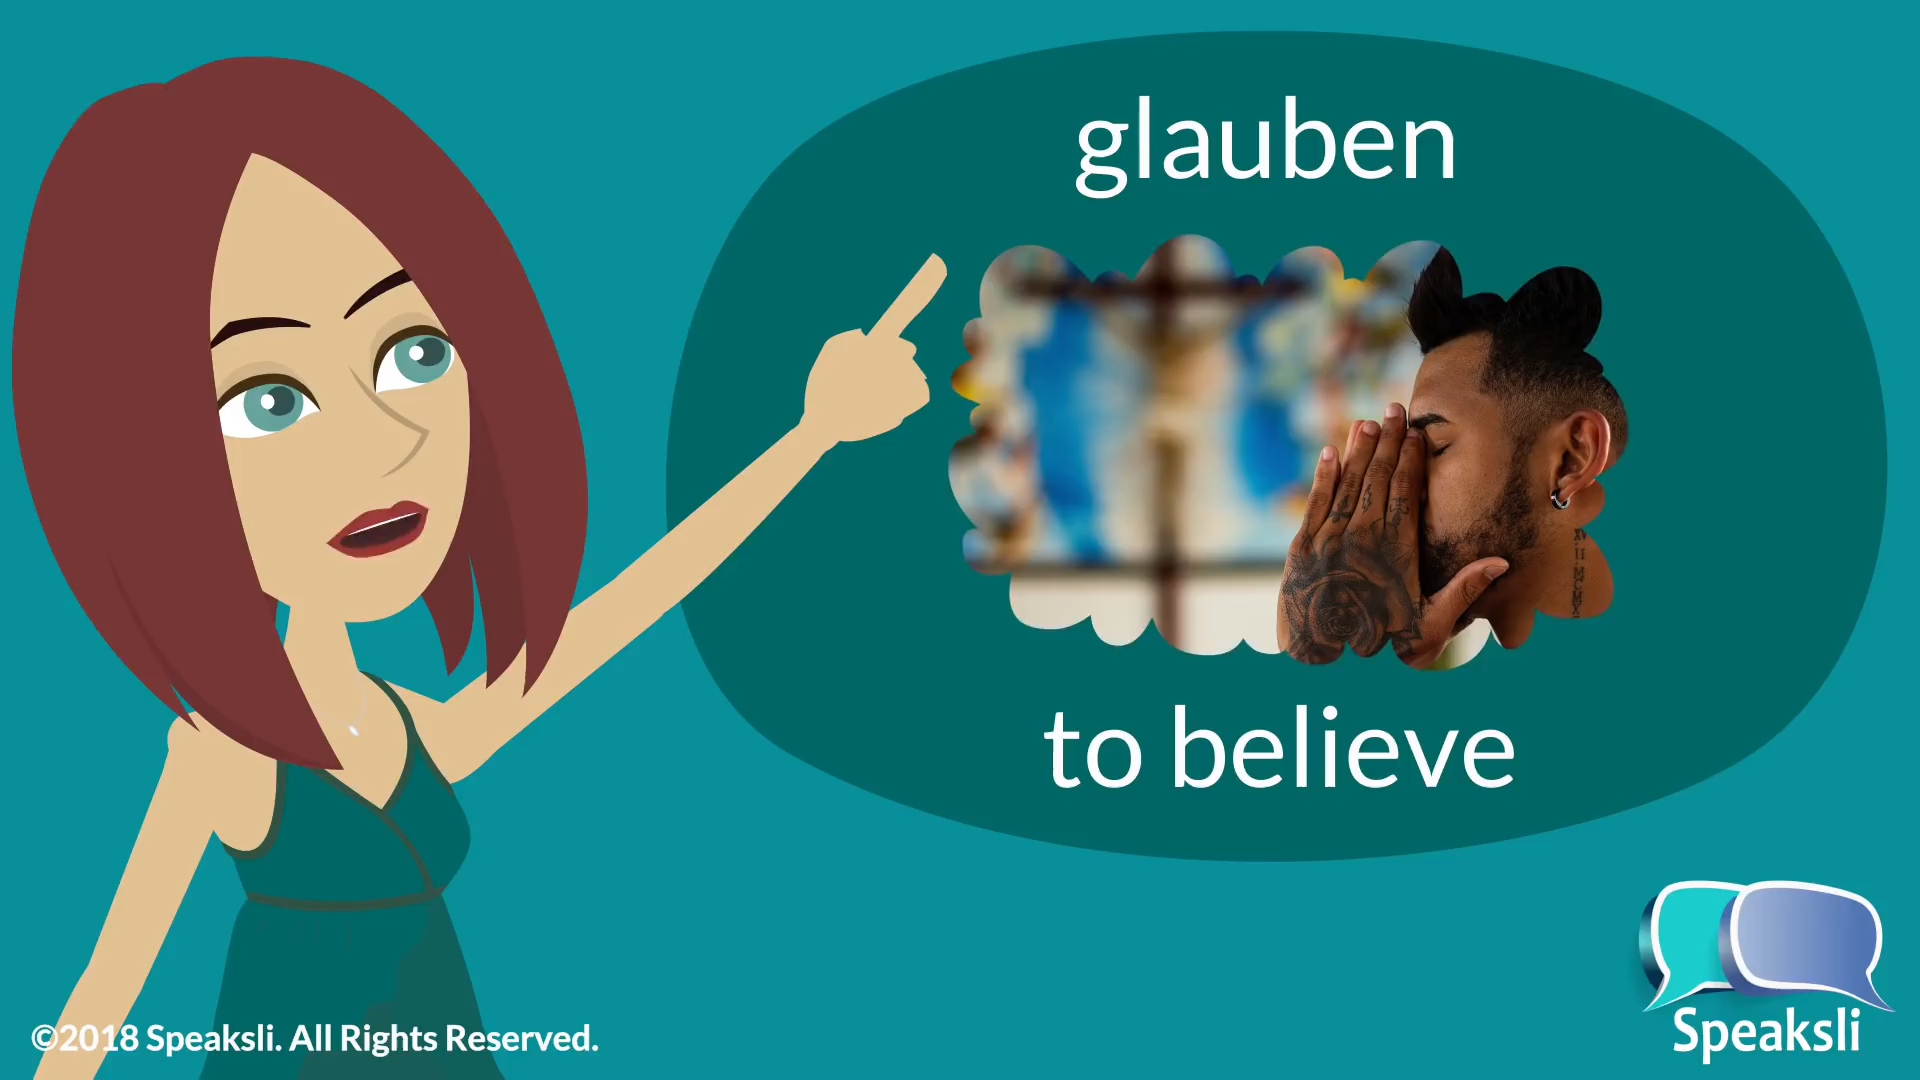 glauben
to believe
©2018 Speaksli. All Rights Reserved.
Speaksli